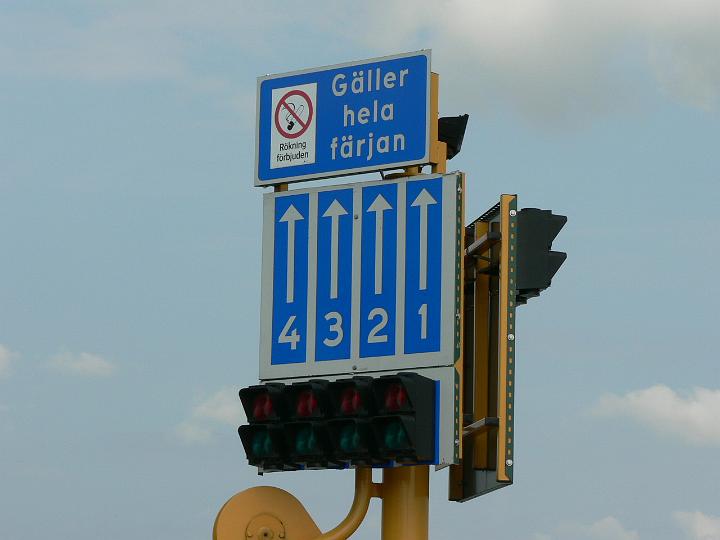 Gäller
hela
färjan
Rökning
förbjuden
4 3 2 1